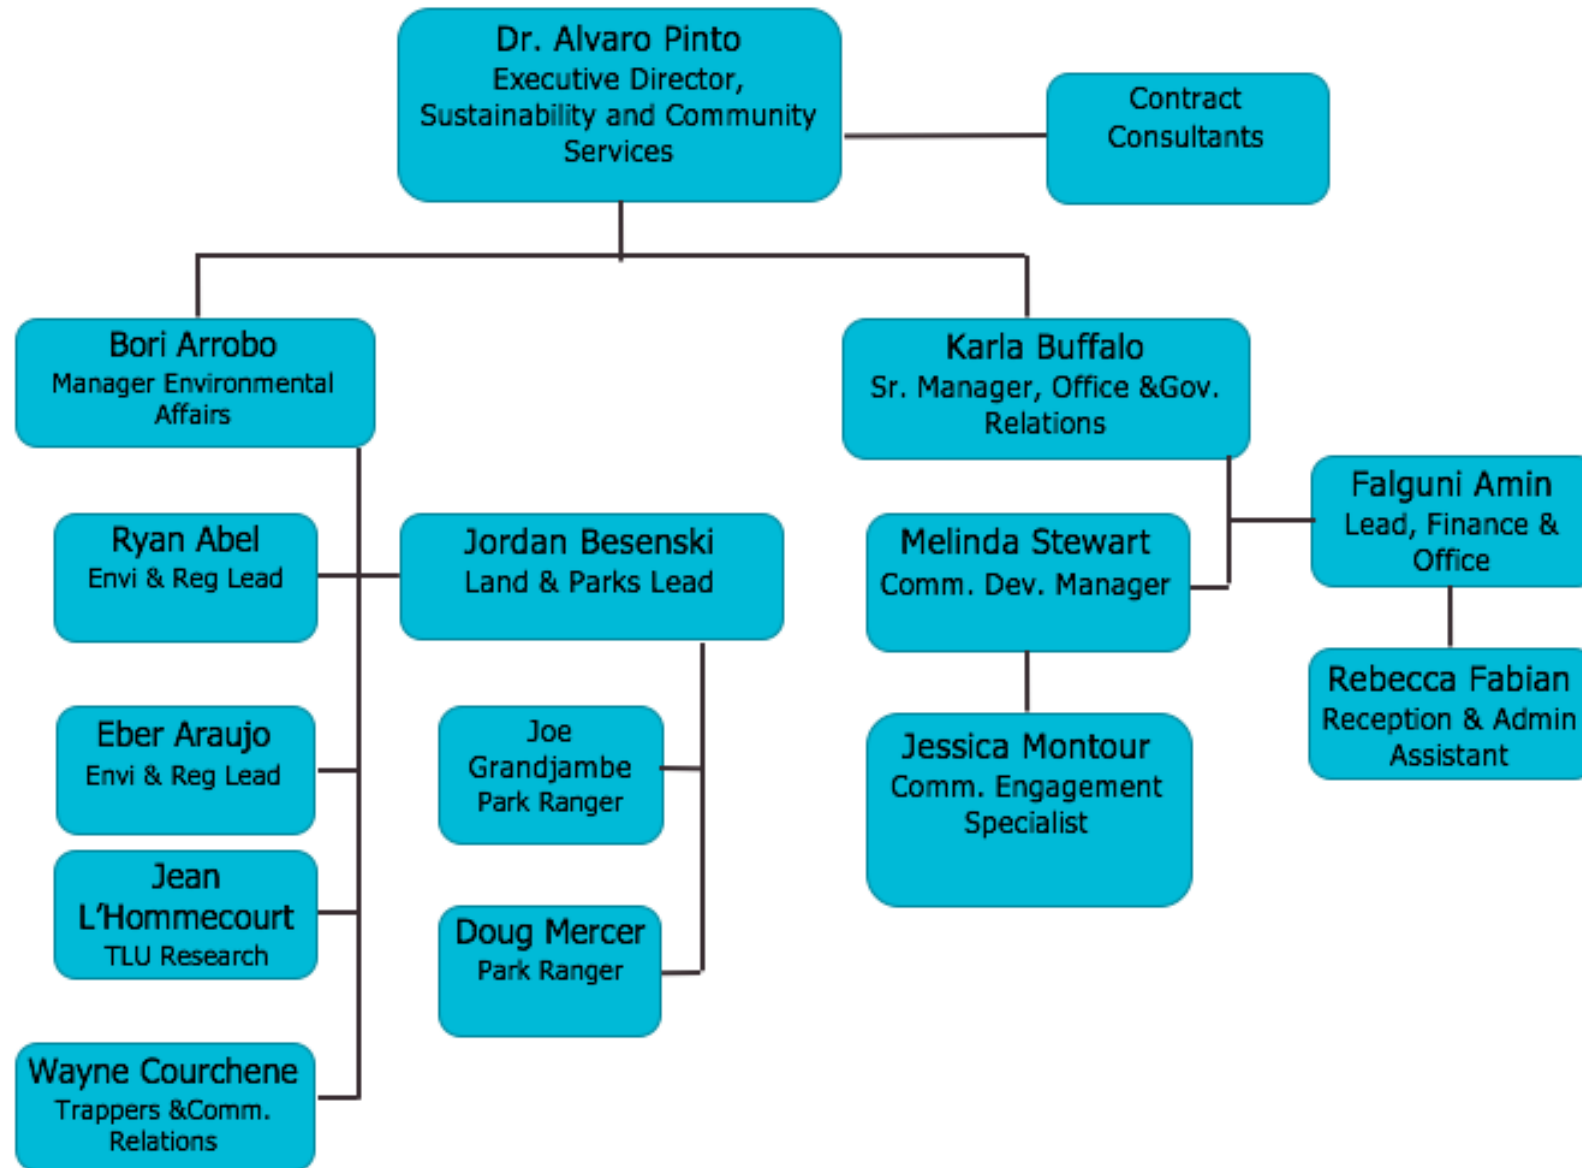 Dr. Alvaro Pinto
Executive Director,
Sustainability and Community
Services
Contract
Consultants
Bori Arrobo
Manager Environmental
Affairs
Karla Buffalo
Sr. Manager, Office &Gov.
Relations
Ryan Abel
Envi & Reg Lead
Jordan Besenski
Land & Parks Lead
Melinda Stewart
Comm. Dev. Manager
Falguni Amin
Lead, Finance &
Office
Eber Araujo
Envi & Reg Lead
Joe
Grandjambe
Park Ranger
Jessica Montour
Comm. Engagement
Specialist
Rebecca Fabian
Reception & Admin
Assistant
Jean
L’Hommecourt
TLU Research
Doug Mercer
Park Ranger
Wayne Courchene
Trappers &Comm.
Relations